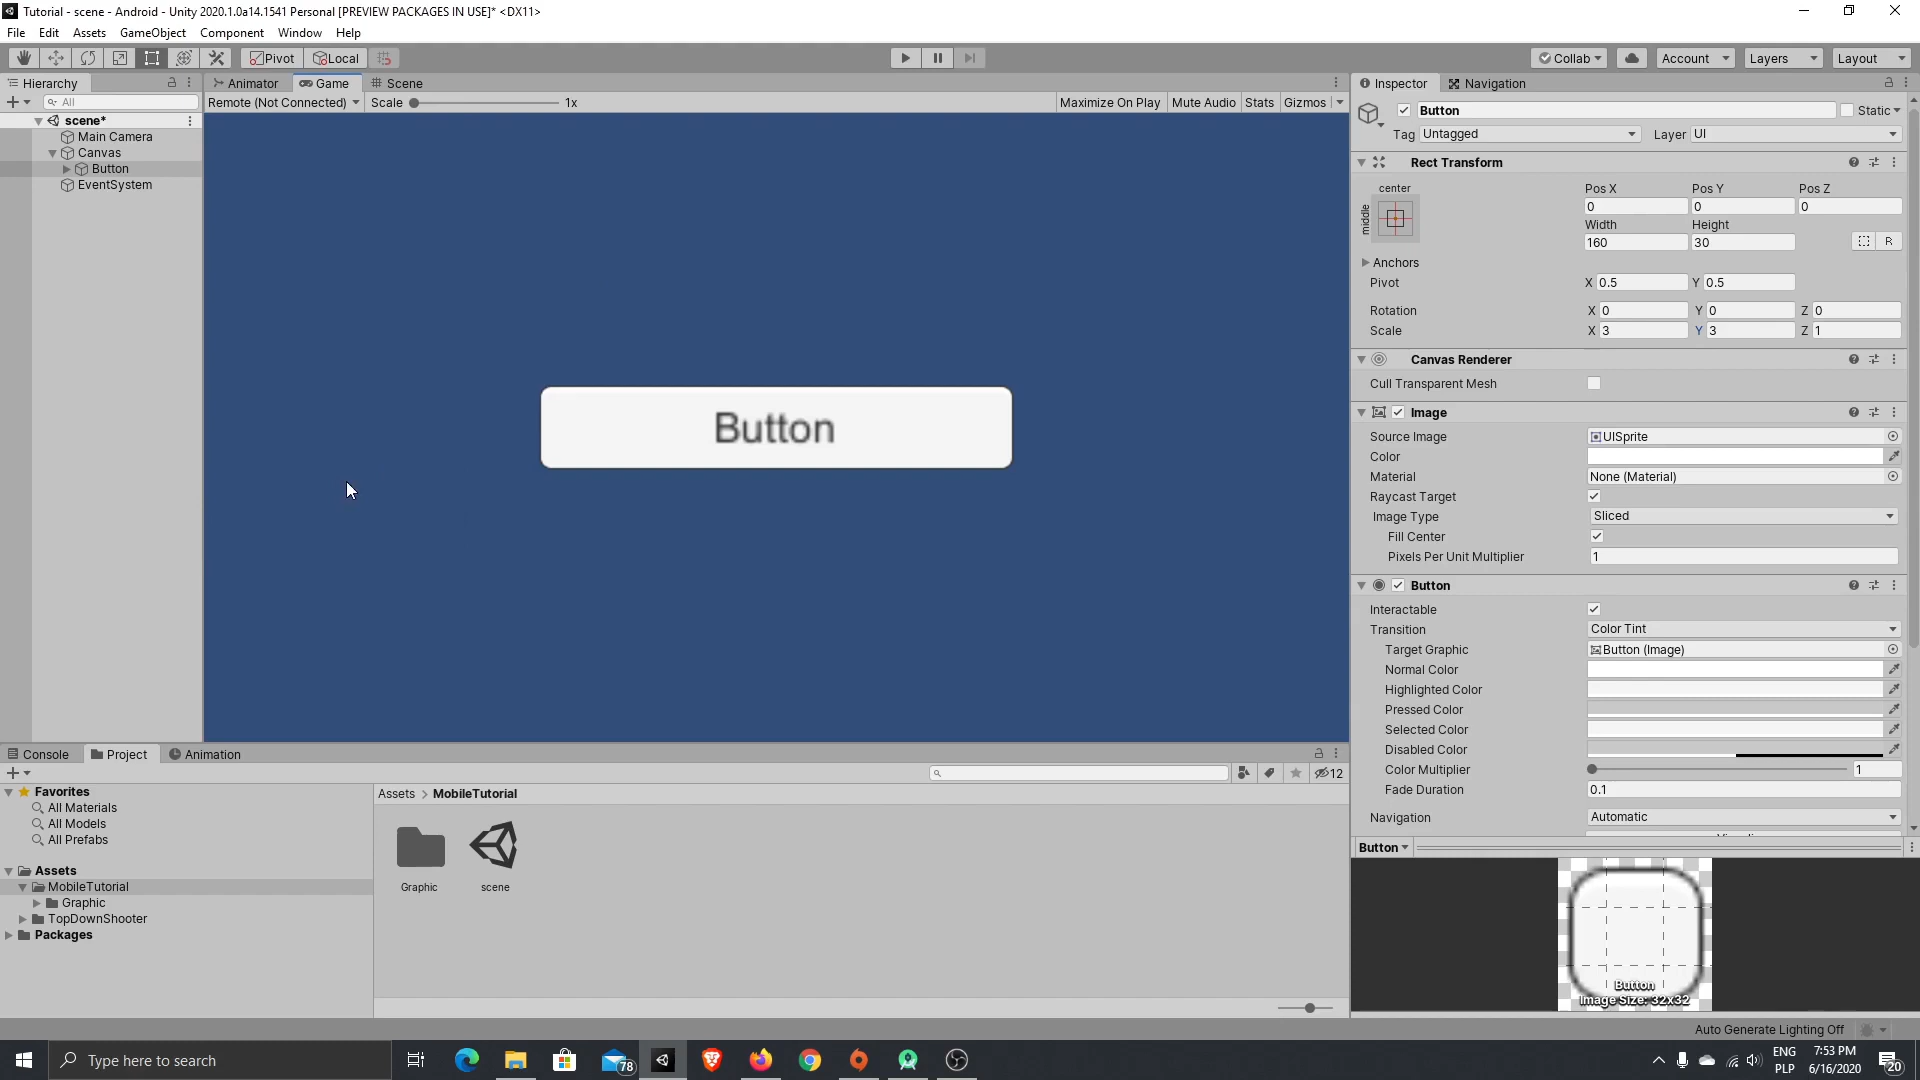 Tutorial - scene - Android - Unity 2020.1.0a14.1541 Personal [PREVIEW PACKAGES IN USE]* <DX11>
File Edit Assets GameObject Component Window Help
Pivot Local Collab Account Layers Layout
Hierarchy Animator Game Scene Inspector Navigation
All Remote (Not Connected) Scale 1x Maximize On Play Mute Audio Stats Gizmos
scene*
Main Camera
Canvas
Button
EventSystem
Button
Button Static
Tag Untagged Layer UI
Rect Transform
center
middle
Pos X Pos Y Pos Z
0 0 0
Width Height
160 30 R
Anchors
Pivot X 0.5 Y 0.5
Rotation X 0 Y 0 Z 0
Scale X 3 Y 3 Z 1
Canvas Renderer
Cull Transparent Mesh
Image
Source Image UISprite
Color
Material None (Material)
Raycast Target
Image Type Sliced
Fill Center
Pixels Per Unit Multiplier 1
Button
Interactable
Transition Color Tint
Target Graphic Button (Image)
Normal Color
Highlighted Color
Pressed Color
Selected Color
Disabled Color
Color Multiplier 1
Fade Duration 0.1
Navigation Automatic
Button
Button
Image Size: 32x32
Console Project Animation
12
Favorites
All Materials
All Models
All Prefabs
Assets
MobileTutorial
Graphic
TopDownShooter
Packages
Assets > MobileTutorial
Graphic scene
Auto Generate Lighting Off
Type here to search
78
ENG
PLP
7:53 PM
6/16/2020
20